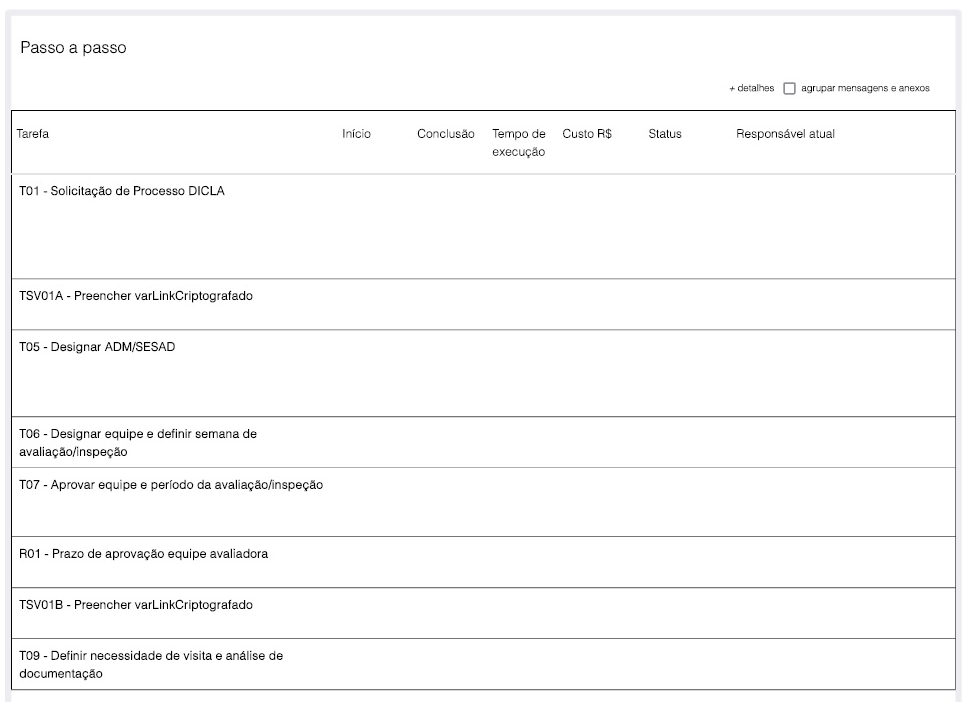 Passo a passo
+ detalhes agrupar mensagens e anexos
Tarefa Início Conclusão Tempo de execução Custo R$ Status Responsável atual
T01 - Solicitação de Processo DICLA
TSV01A - Preencher varLinkCriptografado
T05 - Designar ADM/SESAD
T06 - Designar equipe e definir semana de
avaliação/inspeção
T07 - Aprovar equipe e período da avaliação/inspeção
R01 - Prazo de aprovação equipe avaliadora
TSV01B - Preencher varLinkCriptografado
T09 - Definir necessidade de visita e análise de
documentação